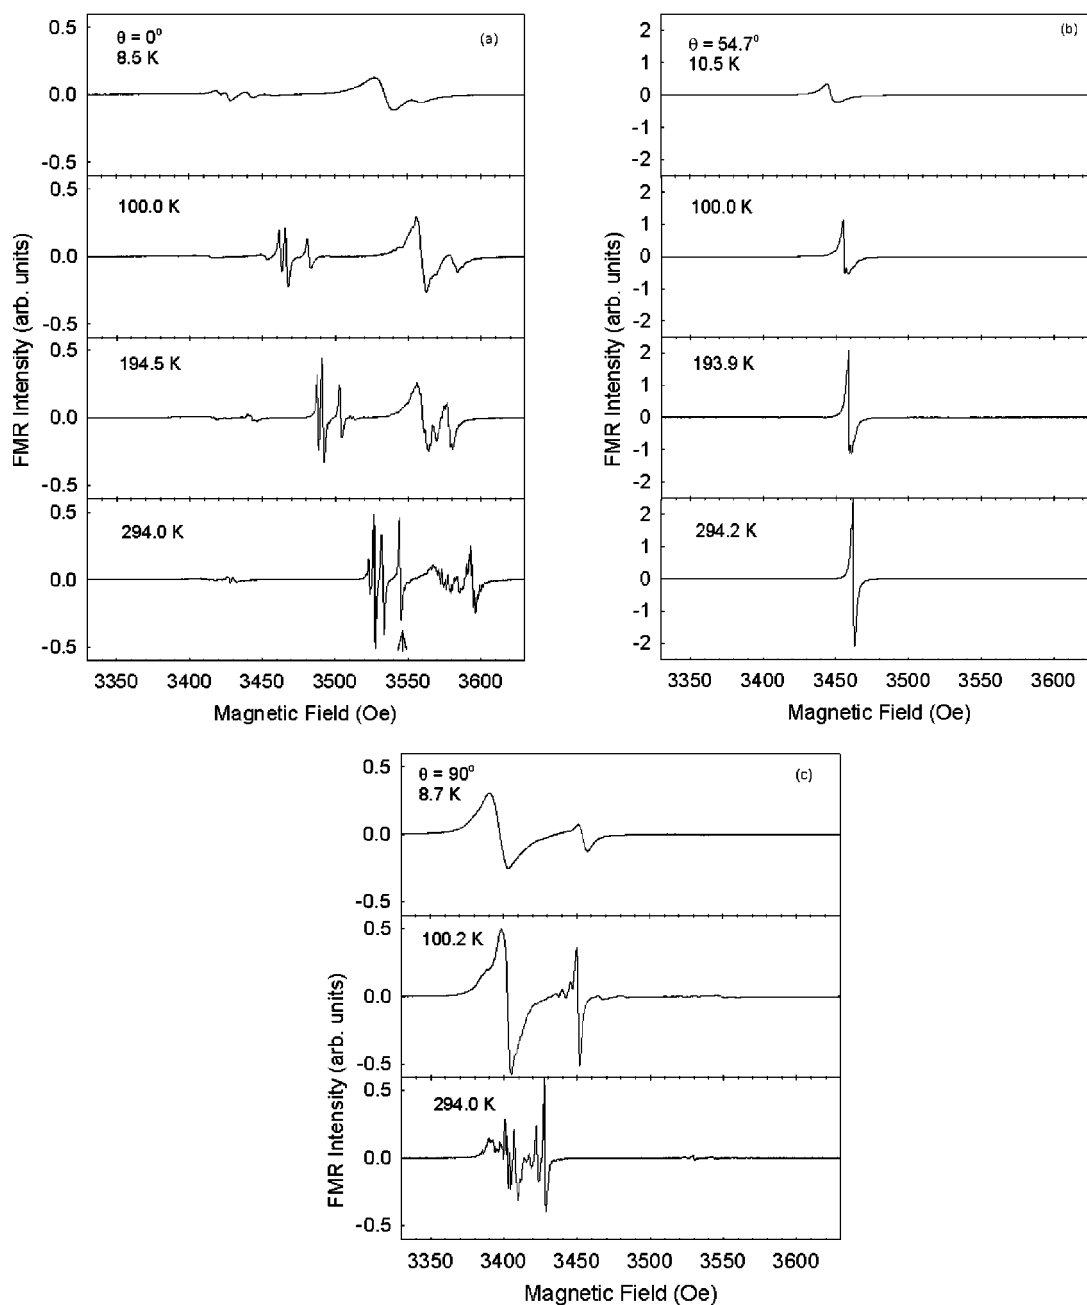 (a)
θ = 0°
8.5 K
0.5
0.0
-0.5
100.0 K
0.5
0.0
-0.5
194.5 K
0.5
0.0
-0.5
294.0 K
0.5
0.0
-0.5
FMR Intensity (arb. units)
3350 3400 3450 3500 3550 3600
Magnetic Field (Oe)
(b)
θ = 54.7°
10.5 K
2
1
0
-1
-2
100.0 K
2
1
0
-1
-2
193.9 K
2
1
0
-1
-2
294.2 K
2
1
0
-1
-2
FMR Intensity (arb. units)
3350 3400 3450 3500 3550 3600
Magnetic Field (Oe)
(c)
θ = 90°
8.7 K
0.5
0.0
-0.5
100.2 K
0.5
0.0
-0.5
294.0 K
0.5
0.0
-0.5
FMR Intensity (arb. units)
3350 3400 3450 3500 3550 3600
Magnetic Field (Oe)